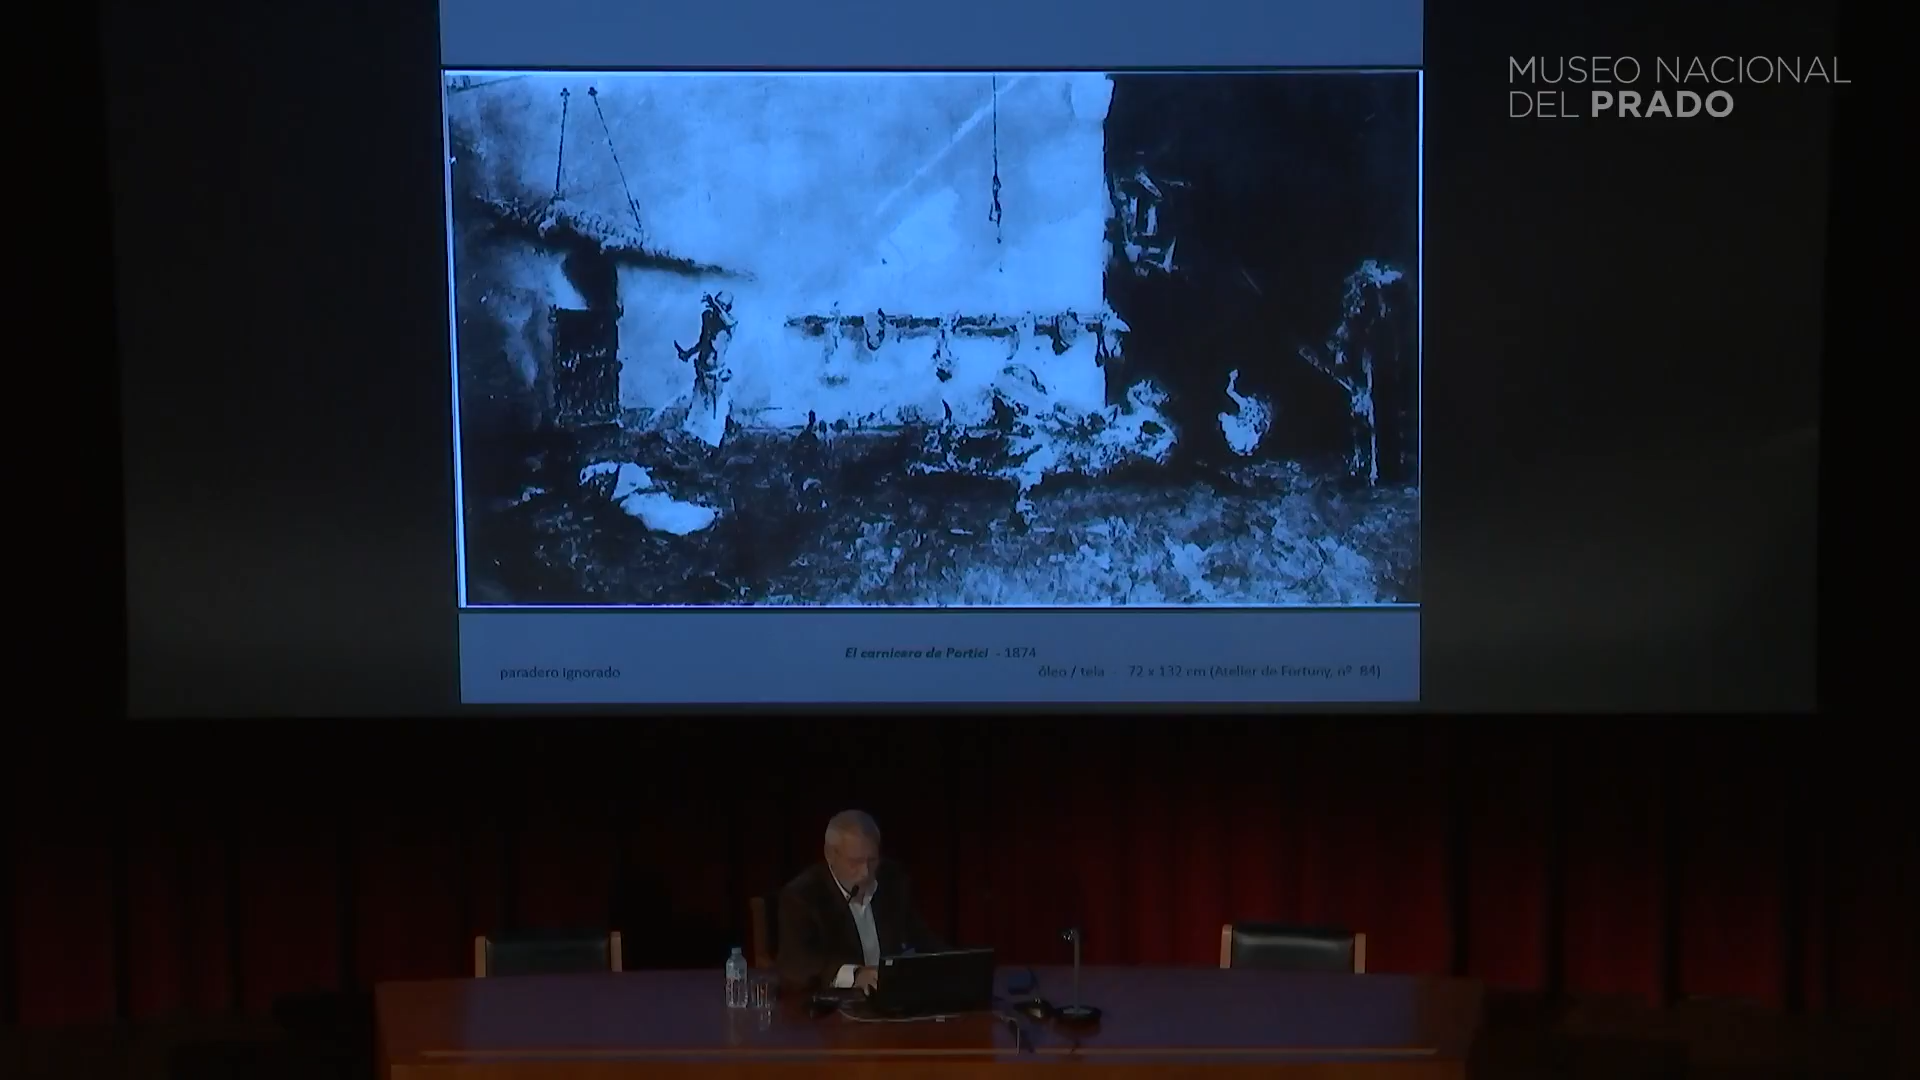 MUSEO NACIONAL
DEL PRADO
El carnicero de Portici - 1874
paradero ignorado
óleo / tela - 72 x 132 cm (Atelier de Fortuny, nº 84)